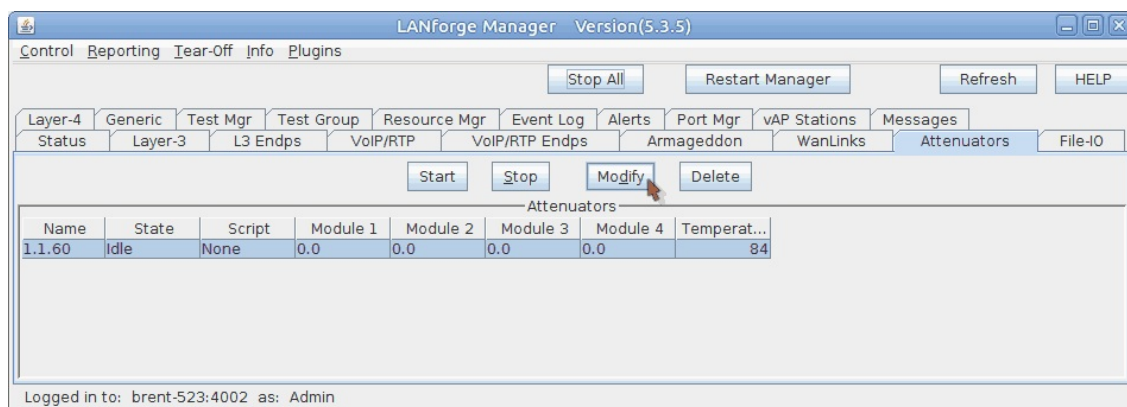 LANforge Manager Version(5.3.5)
Control Reporting Tear-Off Info Plugins
Stop All Restart Manager Refresh HELP
Layer-4 Generic Test Mgr Test Group Resource Mgr Event Log Alerts Port Mgr vAP Stations Messages
Status Layer-3 L3 Endps VoIP/RTP VoIP/RTP Endps Armageddon WanLinks Attenuators File-IO
Start Stop Modify Delete
Attenuators
Name State Script Module 1 Module 2 Module 3 Module 4 Temperat...
1.1.60 Idle None 0.0 0.0 0.0 0.0 84
Logged in to: brent-523:4002 as: Admin